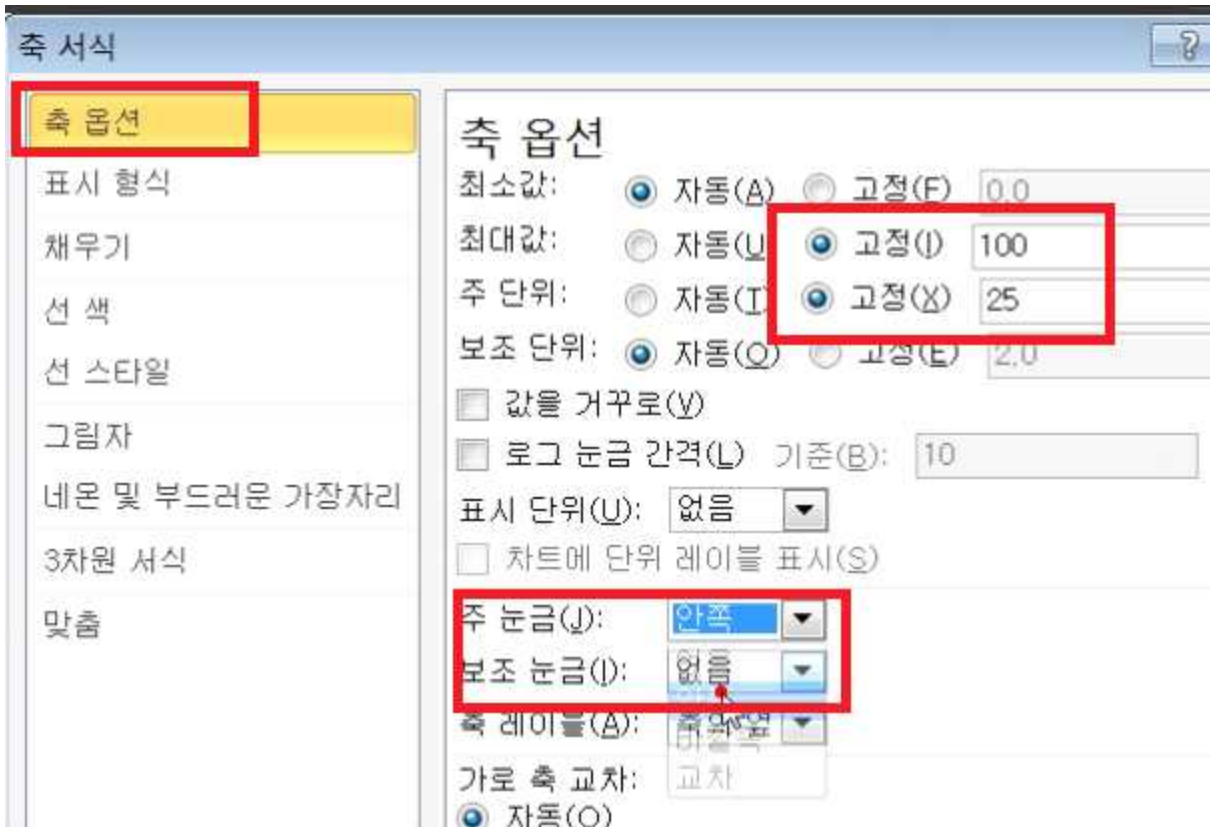 축 서식
축 옵션
표시 형식
채우기
선 색
선 스타일
그림자
네온 및 부드러운 가장자리
3차원 서식
맞춤
축 옵션
최소값: 자동(A) 고정(F) 0.0
최대값: 자동(U 고정(I) 100
주 단위: 자동(T) 고정(X) 25
보조 단위: 자동(O) 고정(E) 2.0
값을 거꾸로(V)
로그 눈금 간격(L) 기준(B): 10
표시 단위(U): 없음
차트에 단위 레이블 표시(S)
주 눈금(J): 안쪽
보조 눈금(I): 없음
축 레이블(A): 축의 옆
가로 축 교차: 교차
자동(O)